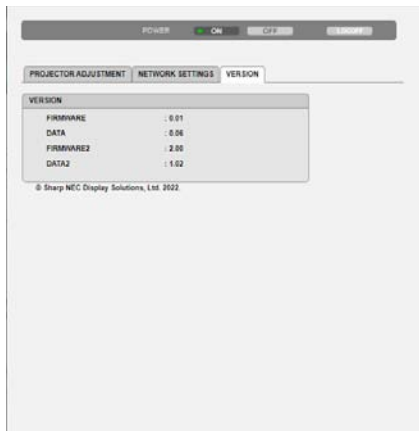 POWER ON OFF LOGOFF
PROJECTOR ADJUSTMENT NETWORK SETTINGS VERSION
VERSION
FIRMWARE : 0.01
DATA : 0.06
FIRMWARE2 : 2.00
DATA2 : 1.02
© Sharp NEC Display Solutions, Ltd. 2022.